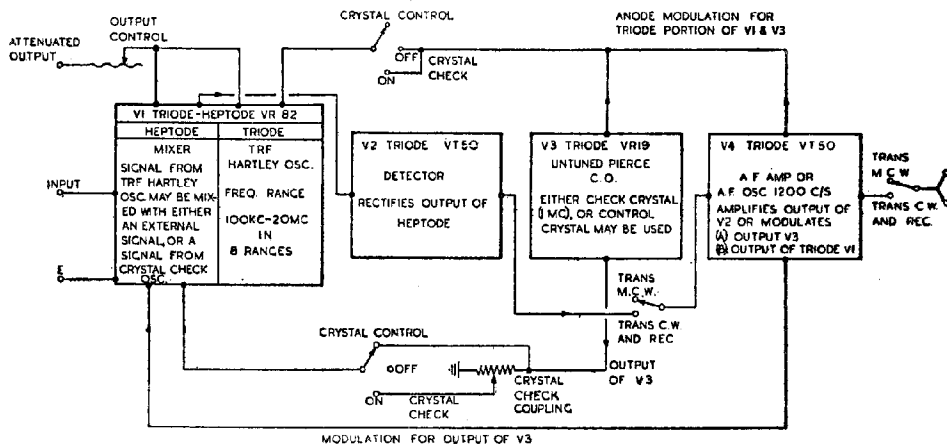 CRYSTAL CONTROL
ANODE MODULATION FOR
TRIODE PORTION OF V1 & V3
OUTPUT
CONTROL
ATTENUATED
OUTPUT
OFF
CRYSTAL
CHECK
ON
V1 TRIODE-HEPTODE VR 82
HEPTODE
TRIODE
MIXER
SIGNAL FROM
TRF HARTLEY
OSC. MAY BE MIX-
ED WITH EITHER
AN EXTERNAL
SIGNAL, OR A
SIGNAL FROM
CRYSTAL CHECK
OSC.
TRF
HARTLEY OSC.
FREQ. RANGE
100KC-20MC
IN
8 RANGES
INPUT
E
V2 TRIODE VT50
DETECTOR
RECTIFIES OUTPUT OF
HEPTODE
V3 TRIODE VR19
UNTUNED PIERCE
C.O.
EITHER CHECK CRYSTAL
(1 MC), OR CONTROL
CRYSTAL MAY BE USED
V4 TRIODE VT50
A.F. AMP OR
A.F. OSC 1200 C/S
AMPLIFIES OUTPUT OF
V2 OR MODULATES
(A) OUTPUT V3
(B) OUTPUT OF TRIODE V1
TRANS
M.C.W.
TRANS C.W.
AND REC.
TRANS
M.C.W.
TRANS C.W.
AND REC
CRYSTAL CONTROL
OFF
ON
CRYSTAL
CHECK
CRYSTAL
CHECK
COUPLING
OUTPUT
OF V3
MODULATION FOR OUTPUT OF V3